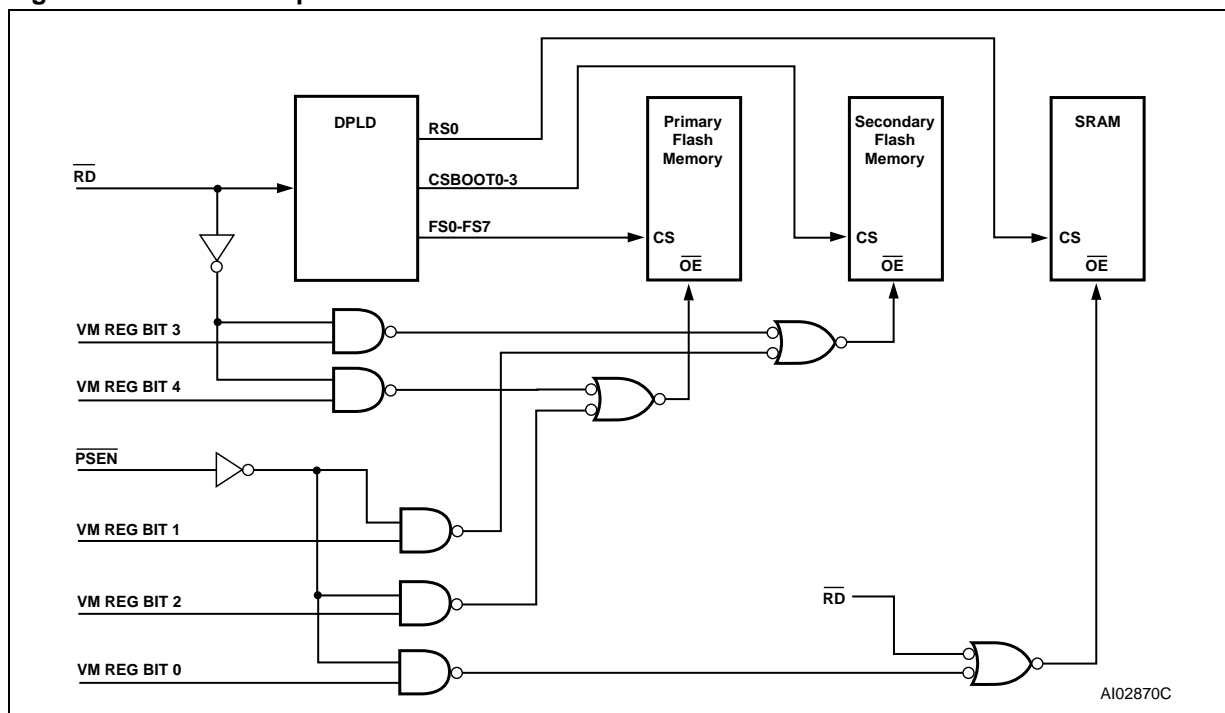 DPLD
RS0
CSBOOT0-3
FS0-FS7
Primary
Flash
Memory
CS
OE
Secondary
Flash
Memory
CS
OE
SRAM
CS
OE
RD
VM REG BIT 3
VM REG BIT 4
PSEN
VM REG BIT 1
VM REG BIT 2
VM REG BIT 0
RD
AI02870C